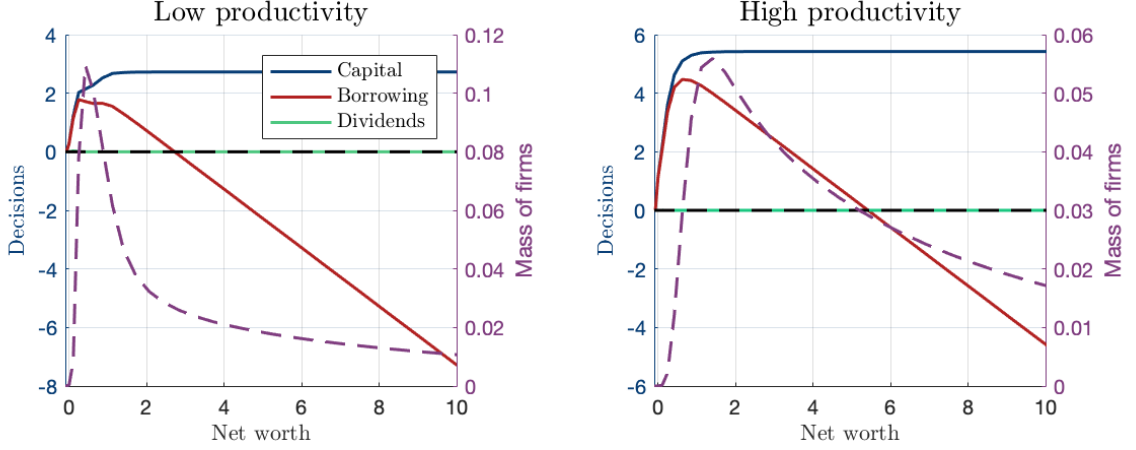 Low productivity
4
2
0
-2
-4
-6
-8
0.12
0.1
0.08
0.06
0.04
0.02
0
0 2 4 6 8 10
Decisions
Mass of firms
Net worth
Capital
Borrowing
Dividends
High productivity
6
4
2
0
-2
-4
-6
0.06
0.05
0.04
0.03
0.02
0.01
0
0 2 4 6 8 10
Decisions
Mass of firms
Net worth